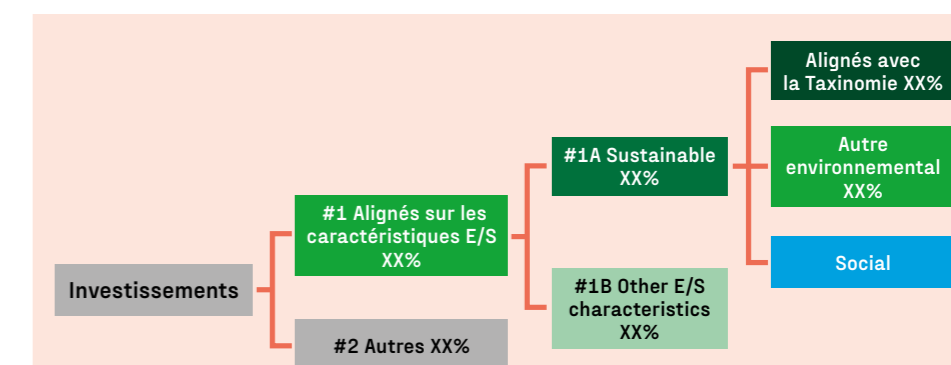 Investissements
#1 Alignés sur les
caractéristiques E/S
XX%
#2 Autres XX%
#1A Sustainable
XX%
#1B Other E/S
characteristics
XX%
Alignés avec
la Taxinomie XX%
Autre
environnemental
XX%
Social